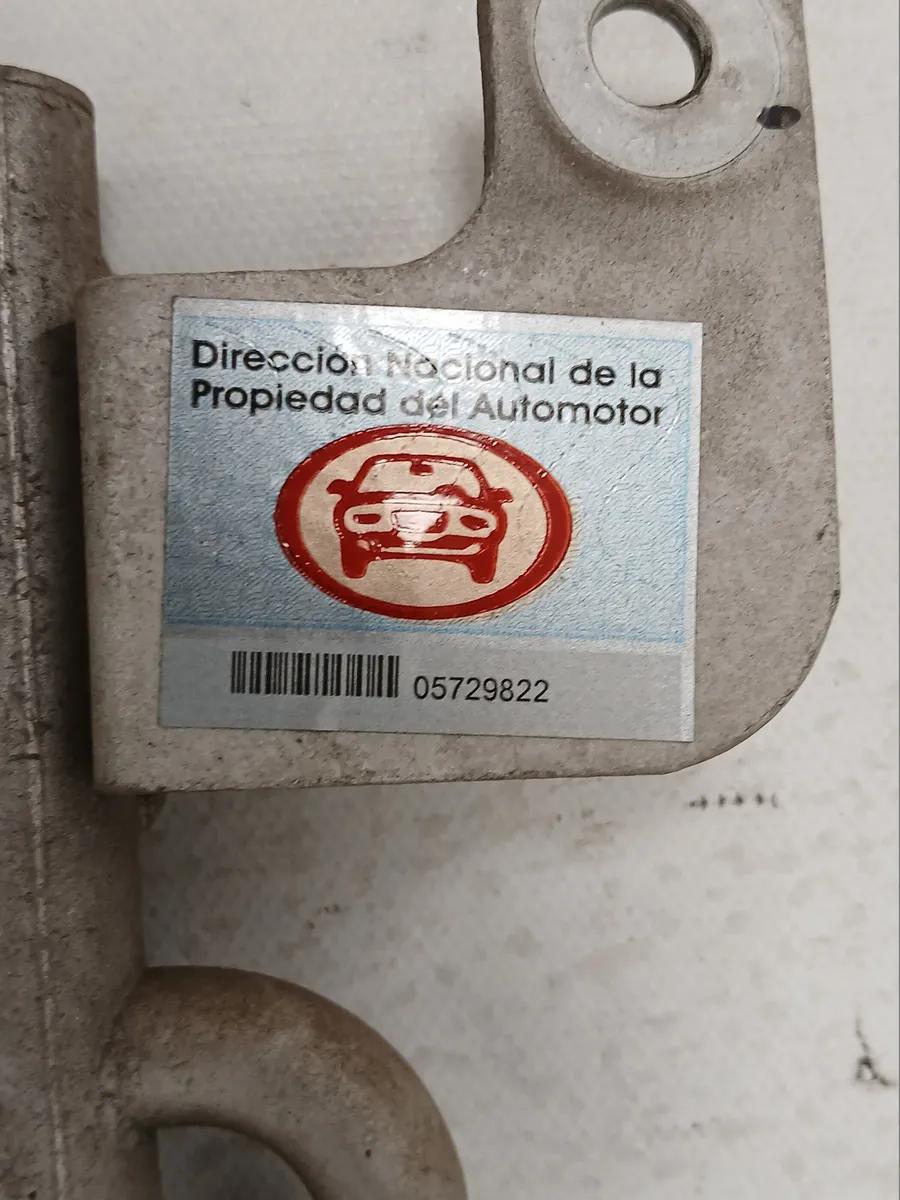 Dirección Nacional de la
Propiedad del Automotor
05729822